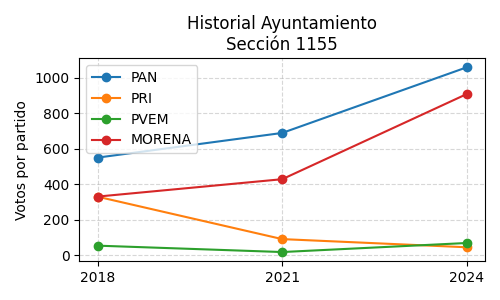 Historial Ayuntamiento
Sección 1155
Votos por partido
1000
800
600
400
200
0
PAN
PRI
PVEM
MORENA
2018
2021
2024